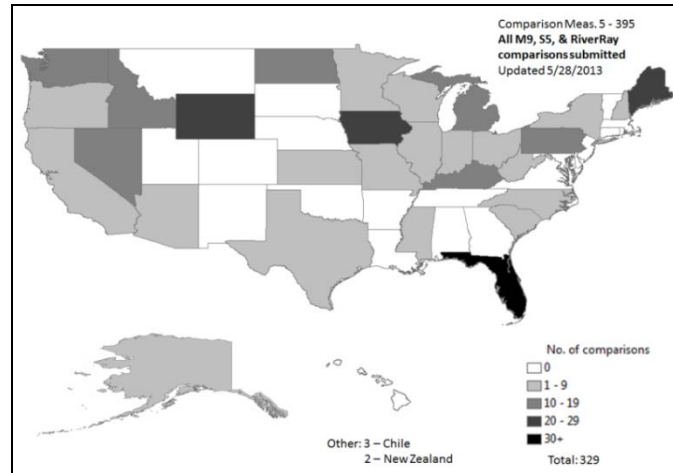 Comparison Meas. 5 - 395
All M9, S5, & RiverRay
comparisons submitted
Updated 5/28/2013
No. of comparisons
0
1 - 9
10 - 19
20 - 29
30+
Other: 3 – Chile
2 – New Zealand
Total: 329